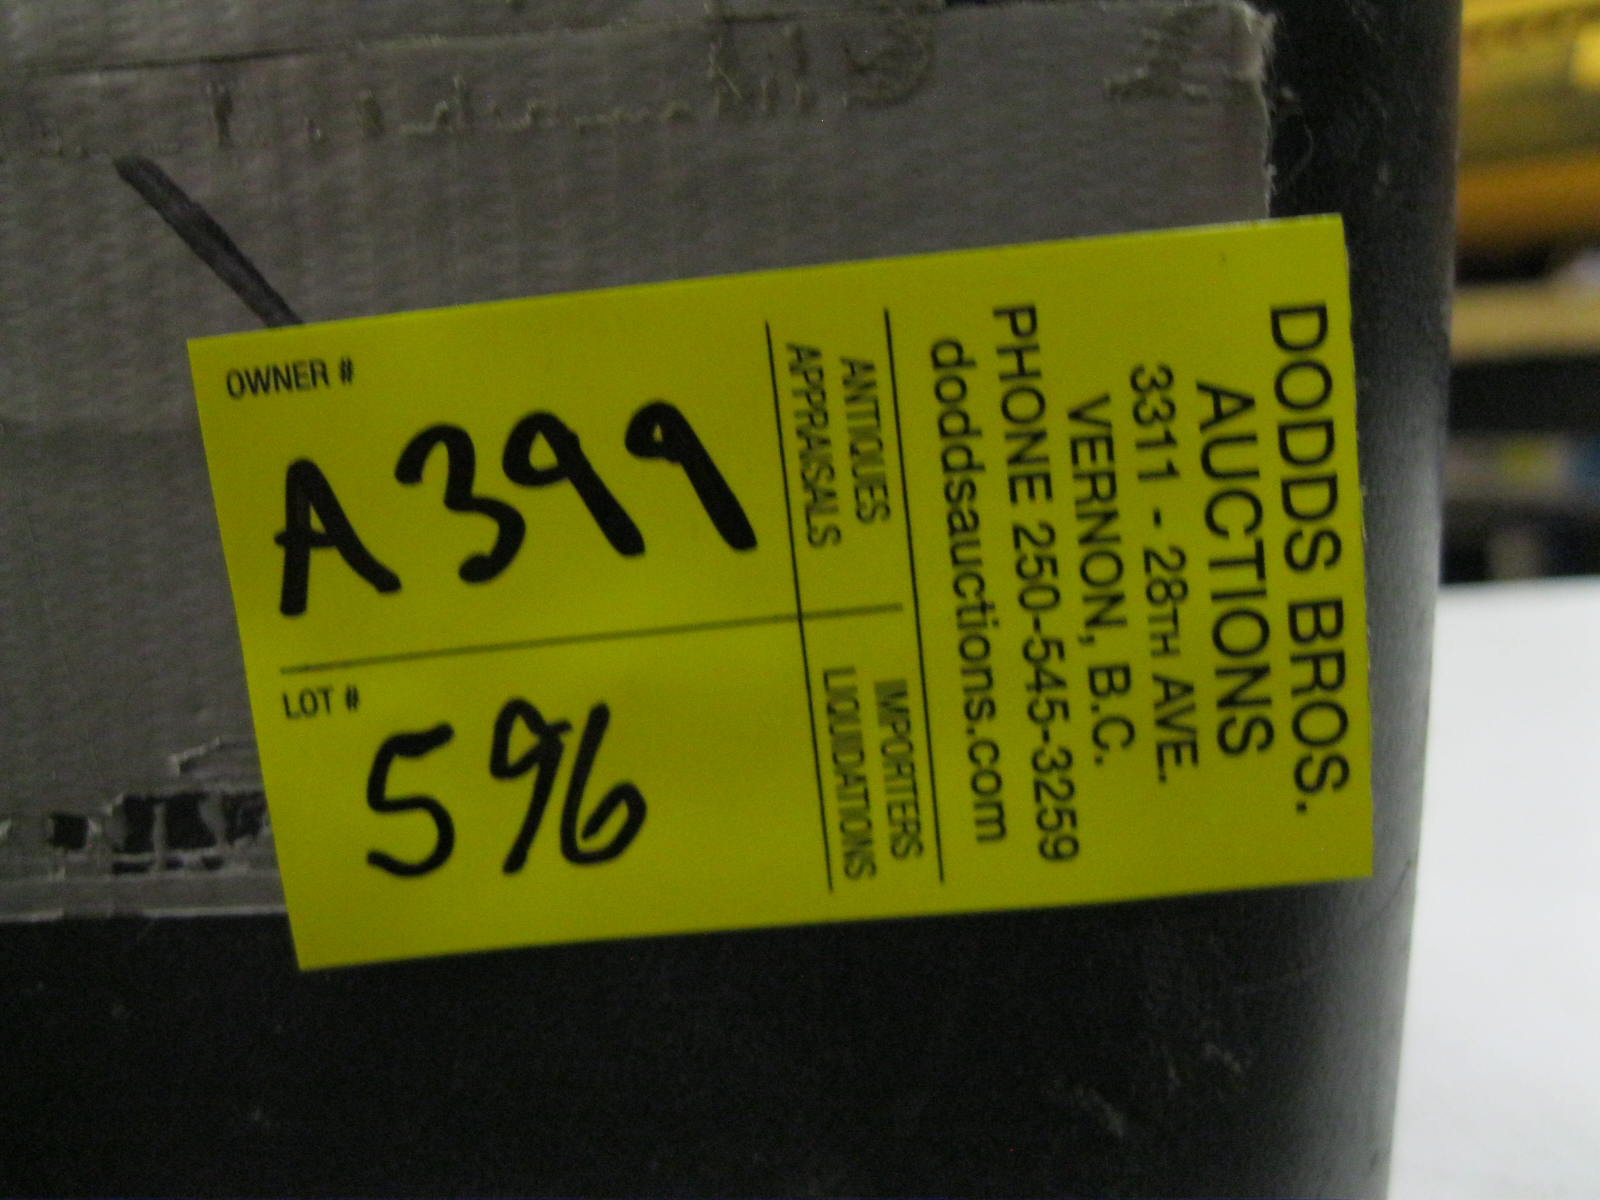 OWNER #
A399
LOT #
596
ANTIQUES
APPRAISALS
IMPORTERS
LIQUIDATIONS
DODDS BROS.
AUCTIONS
3311 - 28TH AVE.
VERNON, B.C.
PHONE 250-545-3259
doddsauctions.com